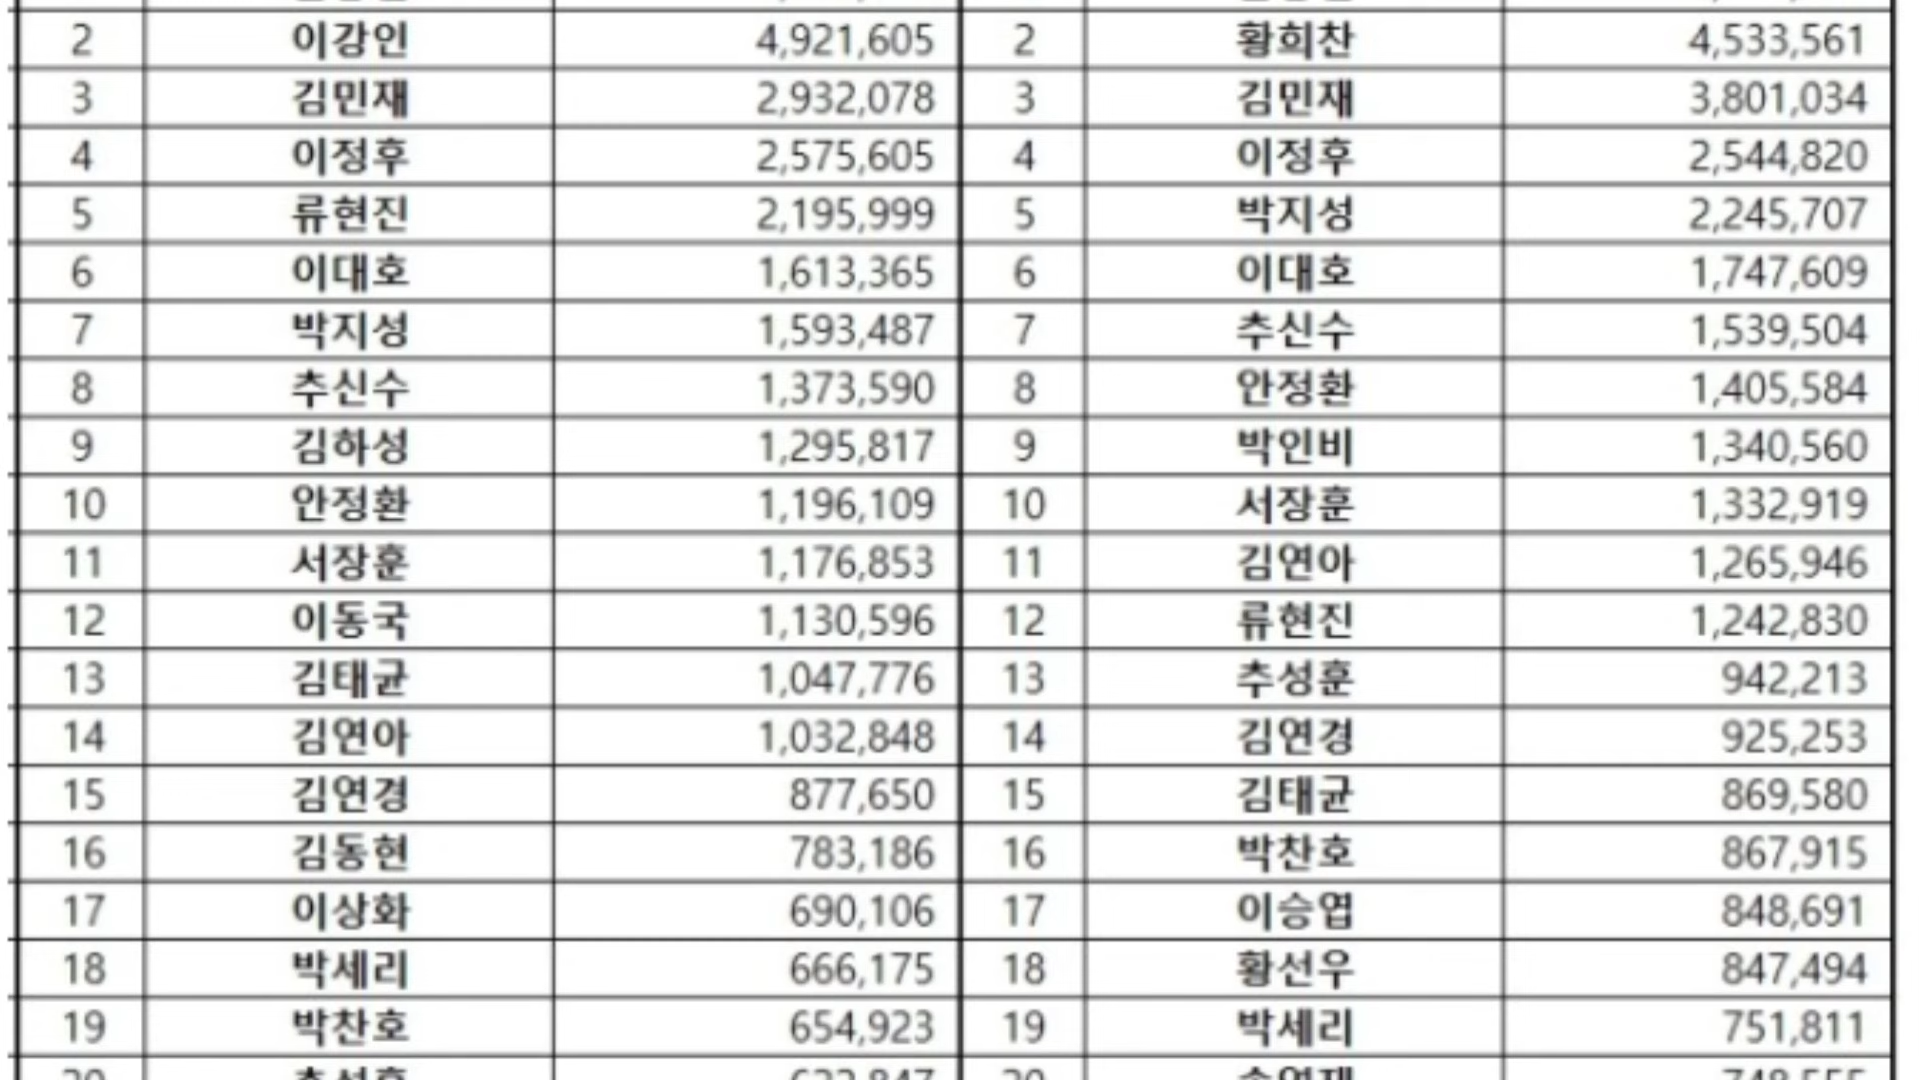 2 이강인 4,921,605 2 황희찬 4,533,561
3 김민재 2,932,078 3 김민재 3,801,034
4 이정후 2,575,605 4 이정후 2,544,820
5 류현진 2,195,999 5 박지성 2,245,707
6 이대호 1,613,365 6 이대호 1,747,609
7 박지성 1,593,487 7 추신수 1,539,504
8 추신수 1,373,590 8 안정환 1,405,584
9 김하성 1,295,817 9 박인비 1,340,560
10 안정환 1,196,109 10 서장훈 1,332,919
11 서장훈 1,176,853 11 김연아 1,265,946
12 이동국 1,130,596 12 류현진 1,242,830
13 김태균 1,047,776 13 추성훈 942,213
14 김연아 1,032,848 14 김연경 925,253
15 김연경 877,650 15 김태균 869,580
16 김동현 783,186 16 박찬호 867,915
17 이상화 690,106 17 이승엽 848,691
18 박세리 666,175 18 황선우 847,494
19 박찬호 654,923 19 박세리 751,811